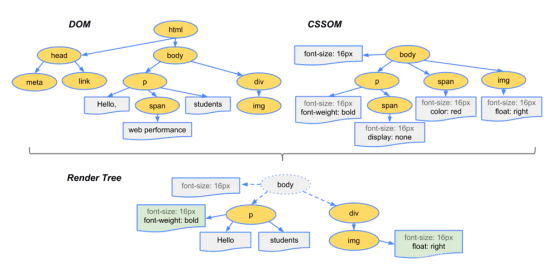 DOM
html
head
body
meta
link
p
div
Hello,
span
students
img
web performance
CSSOM
font-size: 16px
body
p
span
img
font-size: 16px
font-weight: bold
span
font-size: 16px
color: red
font-size: 16px
float: right
font-size: 16px
display: none
Render Tree
font-size: 16px
body
font-size: 16px
font-weight: bold
p
div
Hello
students
img
font-size: 16px
float: right